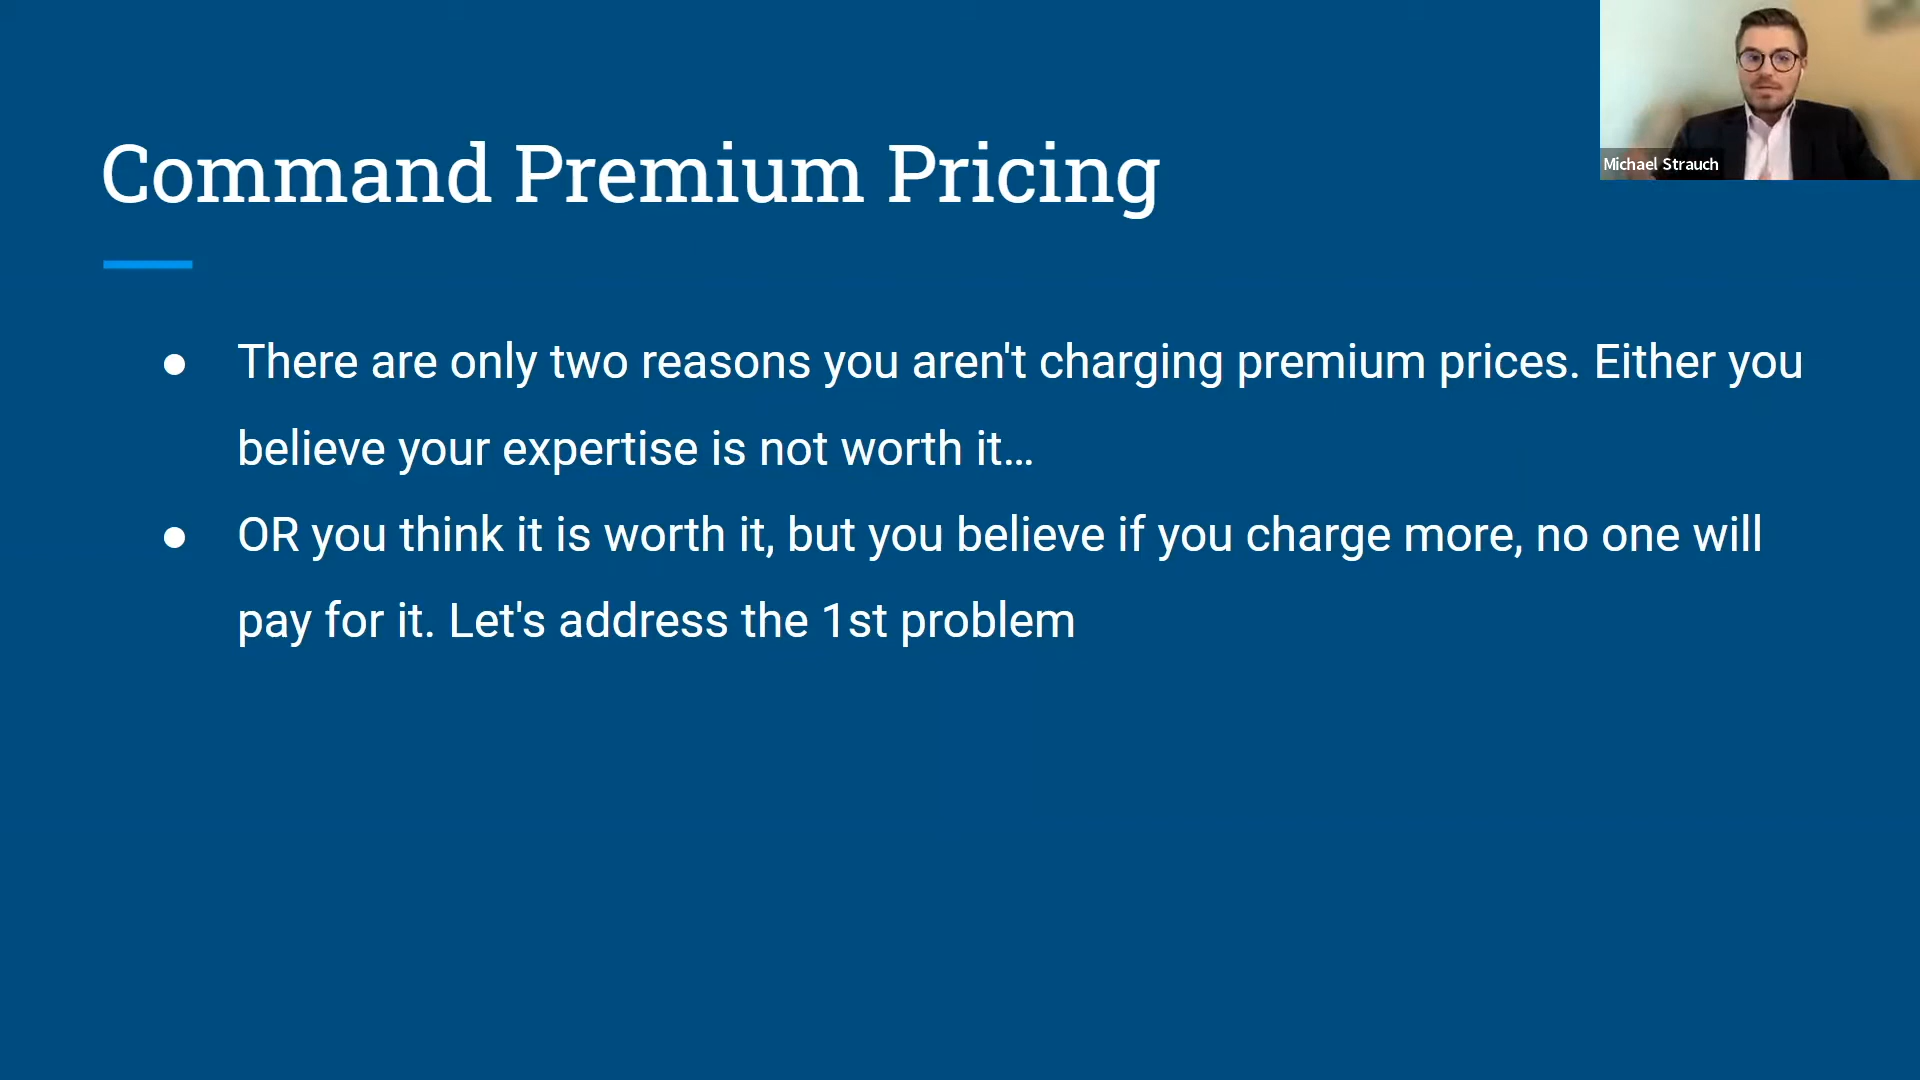 Command Premium Pricing
Michael Strauch
● There are only two reasons you aren't charging premium prices. Either you
believe your expertise is not worth it…
● OR you think it is worth it, but you believe if you charge more, no one will
pay for it. Let's address the 1st problem